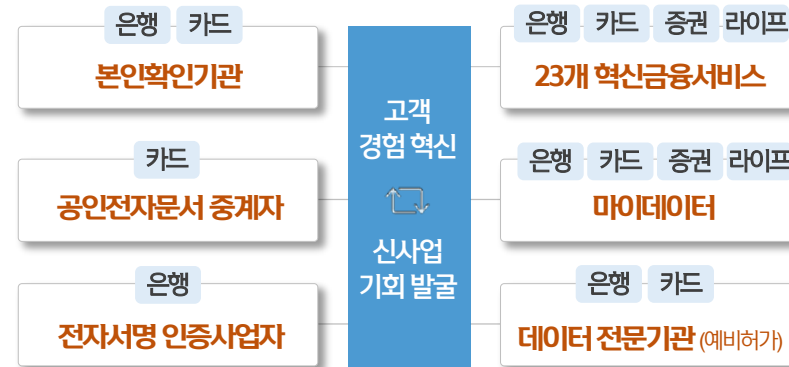 은행 카드
본인확인기관
카드
공인전자문서 중계자
은행
전자서명 인증사업자
고객
경험 혁신
신사업
기회 발굴
은행 카드 증권 라이프
23개 혁신금융서비스
은행 카드 증권 라이프
마이데이터
은행 카드
데이터 전문기관 (예비허가)